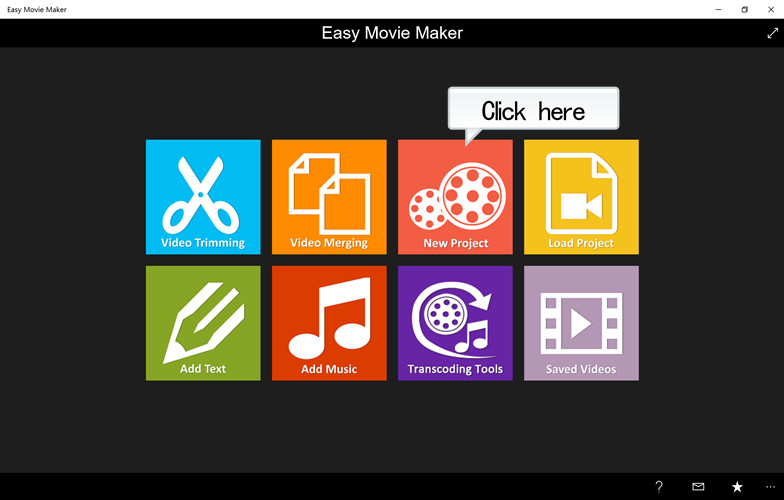 Easy Movie Maker
Easy Movie Maker
Click here
Video Trimming
Video Merging
New Project
Load Project
Add Text
Add Music
Transcoding Tools
Saved Videos